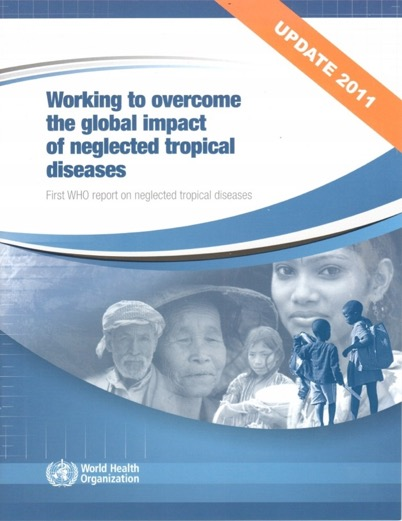 UPDATE 2011
Working to overcome
the global impact
of neglected tropical
diseases
First WHO report on neglected tropical diseases
World Health
Organization